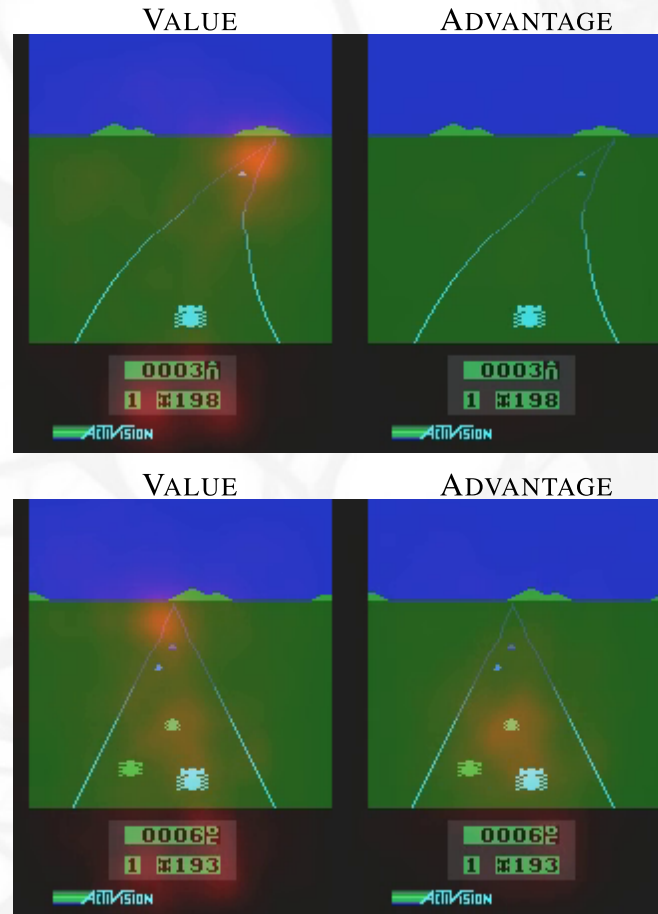 VALUE ADVANTAGE
0003 0003
1 198 1 198
ACTIVISION ACTIVISION
VALUE ADVANTAGE
0006 0006
1 193 1 193
ACTIVISION ACTIVISION